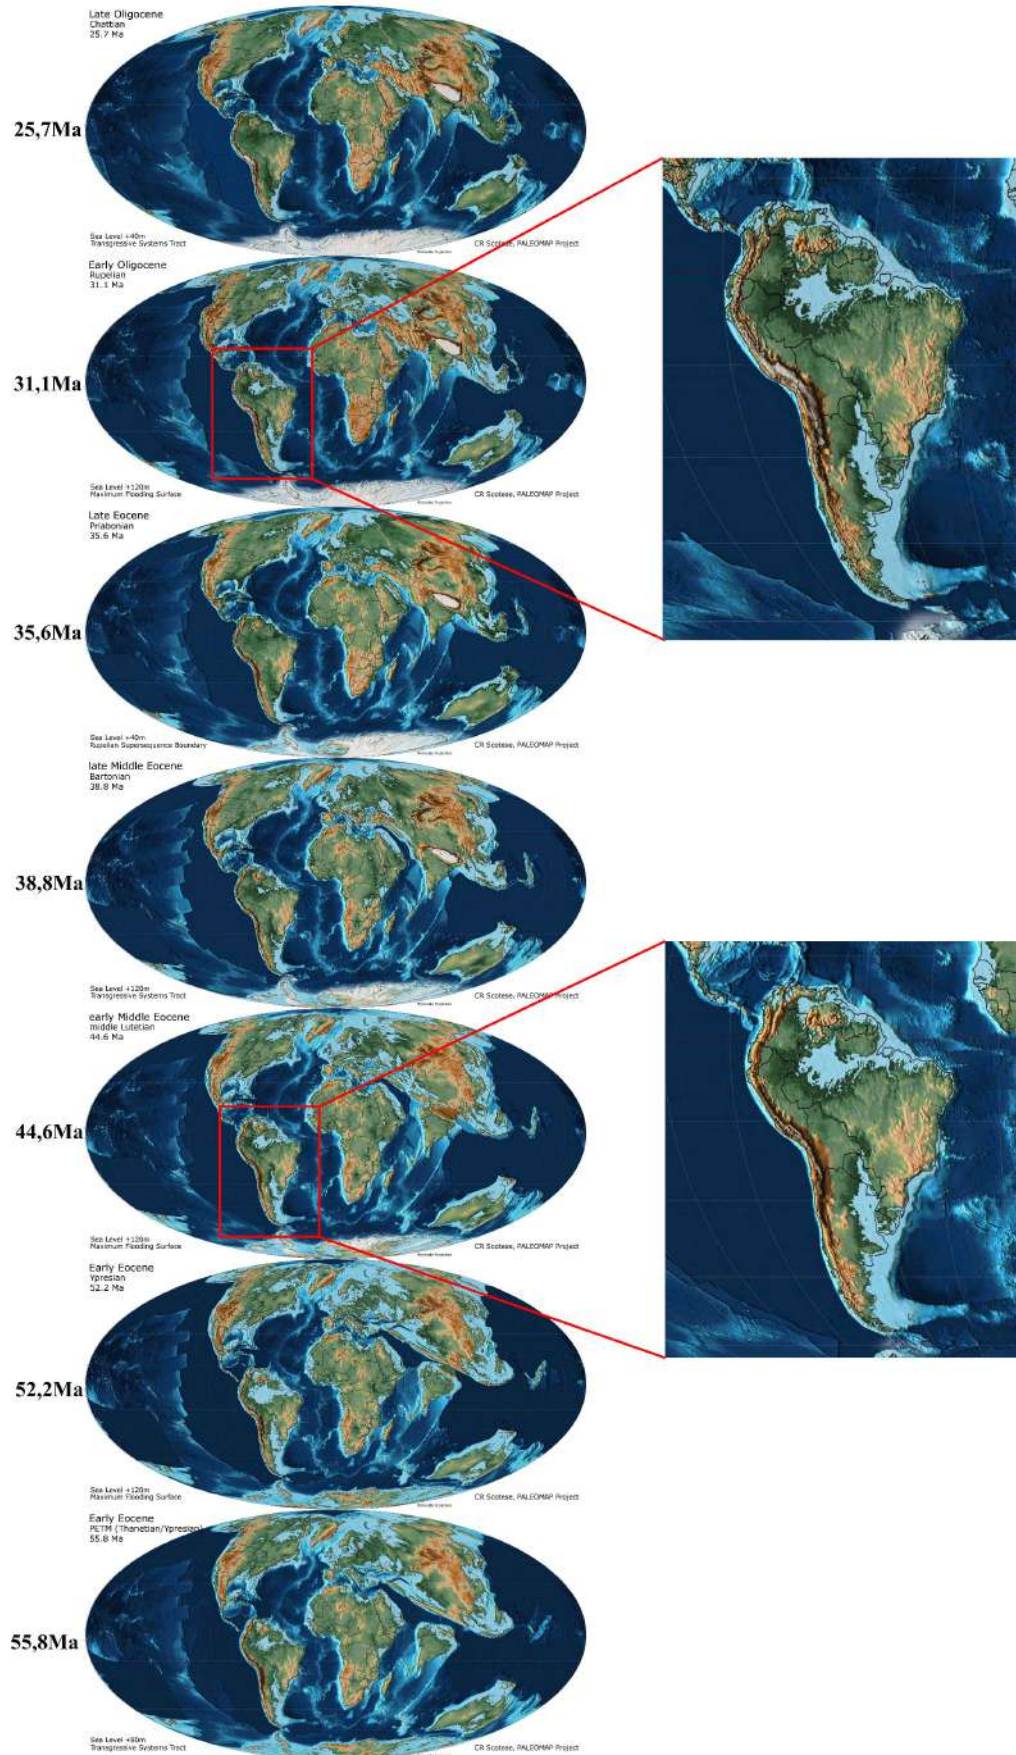 Late Oligocene
Chattian
25.7 Ma
25,7Ma
Sea Level +40m
Transgressive Systems Tract
CR Scotese, PALEOMAP Project
Early Oligocene
Rupelian
31.1 Ma
31,1Ma
Sea Level +120m
Maximum Flooding Surface
CR Scotese, PALEOMAP Project
Late Eocene
Priabonian
35.6 Ma
35,6Ma
Sea Level +40m
Rupelian Supersequence Boundary
CR Scotese, PALEOMAP Project
late Middle Eocene
Bartonian
38.8 Ma
38,8Ma
Sea Level +120m
Transgressive Systems Tract
CR Scotese, PALEOMAP Project
early Middle Eocene
middle Lutetian
44.6 Ma
44,6Ma
Sea Level +120m
Maximum Flooding Surface
CR Scotese, PALEOMAP Project
Early Eocene
Ypresian
52.2 Ma
52,2Ma
Sea Level +120m
Maximum Flooding Surface
CR Scotese, PALEOMAP Project
Early Eocene
PETM (Thanetian/Ypresian)
55.8 Ma
55,8Ma
Sea Level +80m
Transgressive Systems Tract
CR Scotese, PALEOMAP Project